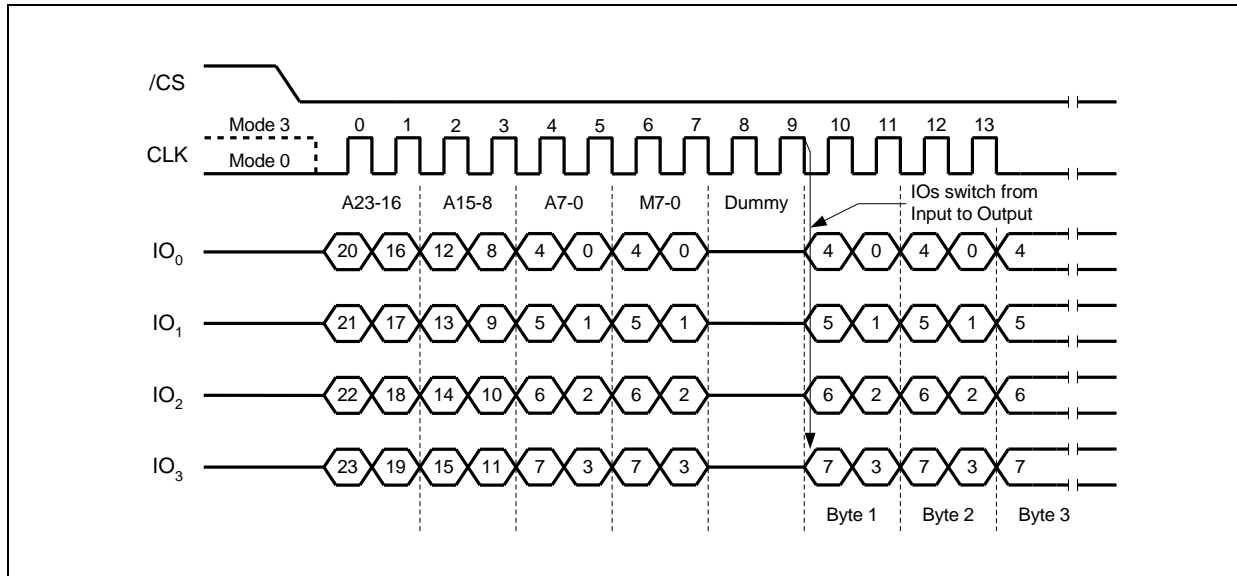 /CS
Mode 3 0 1 2 3 4 5 6 7 8 9 10 11 12 13
CLK
Mode 0
IOs switch from
Input to Output
A23-16 A15-8 A7-0 M7-0 Dummy
IO0 20 16 12 8 4 0 4 0 4 0 4 0 4
IO1 21 17 13 9 5 1 5 1 5 1 5 1 5
IO2 22 18 14 10 6 2 6 2 6 2 6 2 6
IO3 23 19 15 11 7 3 7 3 7 3 7 3 7
Byte 1 Byte 2 Byte 3